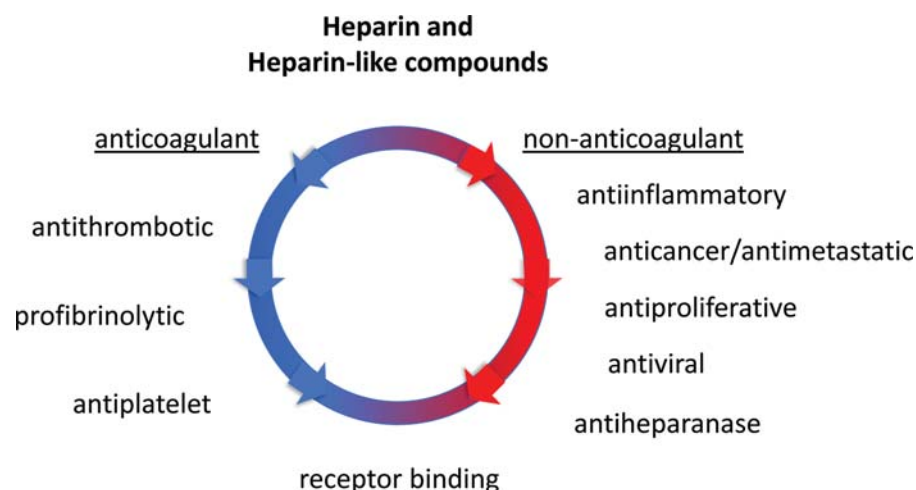 Heparin and
Heparin-like compounds
anticoagulant
antithrombotic
profibrinolytic
antiplatelet
non-anticoagulant
antiinflammatory
anticancer/antimetastatic
antiproliferative
antiviral
antiheparanase
receptor binding